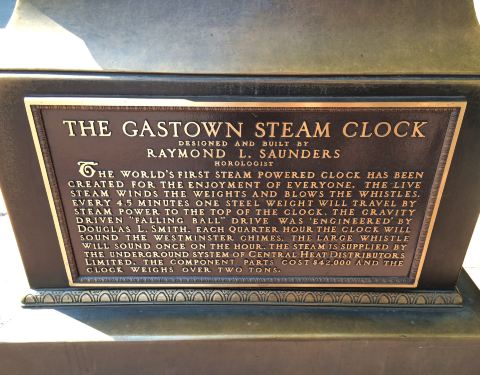 THE GASTOWN STEAM CLOCK
DESIGNED AND BUILT BY
RAYMOND L. SAUNDERS
HOROLOGIST
THE WORLD'S FIRST STEAM POWERED CLOCK HAS BEEN
CREATED FOR THE ENJOYMENT OF EVERYONE. THE LIVE
STEAM WINDS THE WEIGHTS AND BLOWS THE WHISTLES.
EVERY 4.5 MINUTES ONE STEEL WEIGHT WILL TRAVEL BY
STEAM POWER TO THE TOP OF THE CLOCK. THE GRAVITY
DRIVEN "FALLING BALL" DRIVE WAS 'ENGINEERED' BY
DOUGLAS L. SMITH. EACH QUARTER HOUR THE CLOCK WILL
SOUND THE WESTMINSTER CHIMES. THE LARGE WHISTLE
WILL SOUND ONCE ON THE HOUR. THE STEAM IS SUPPLIED BY
THE UNDERGROUND SYSTEM OF CENTRAL HEAT DISTRIBUTORS
LIMITED. THE COMPONENT PARTS COST $42,000 AND THE
CLOCK WEIGHS OVER TWO TONS.